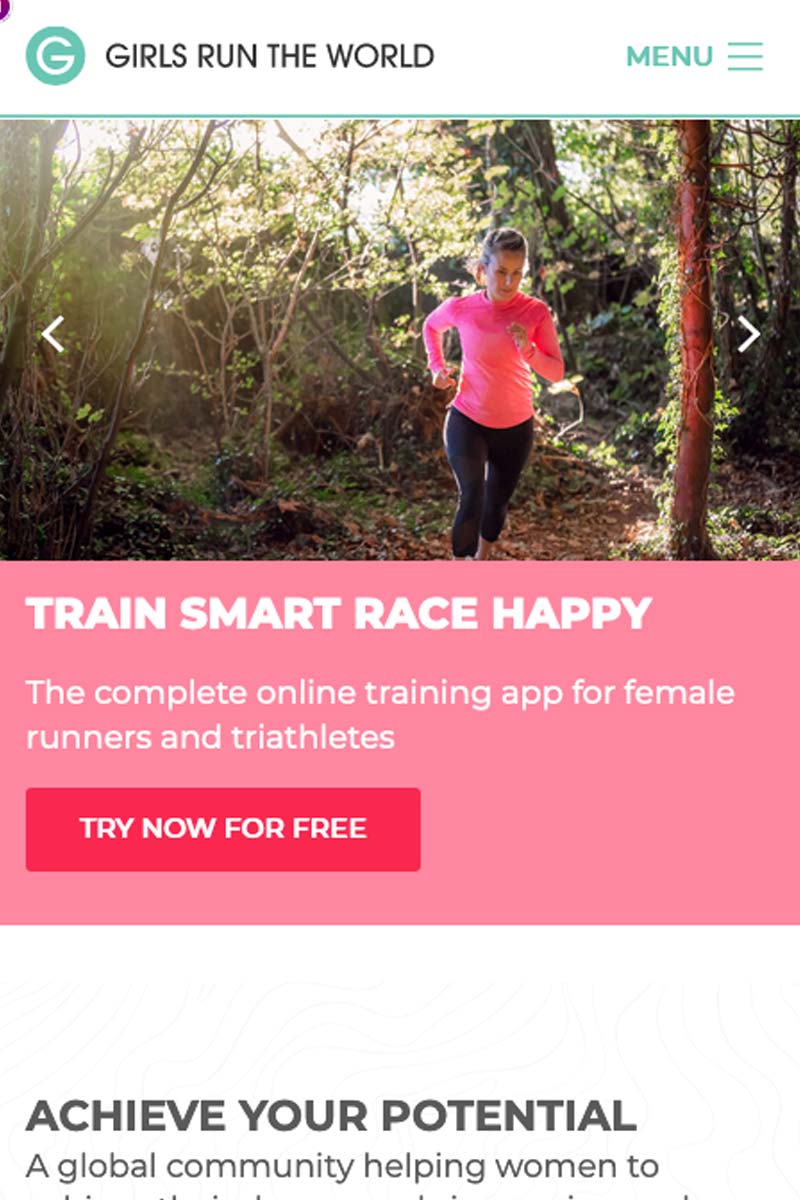 G GIRLS RUN THE WORLD
MENU
TRAIN SMART RACE HAPPY
The complete online training app for female
runners and triathletes
TRY NOW FOR FREE
ACHIEVE YOUR POTENTIAL
A global community helping women to